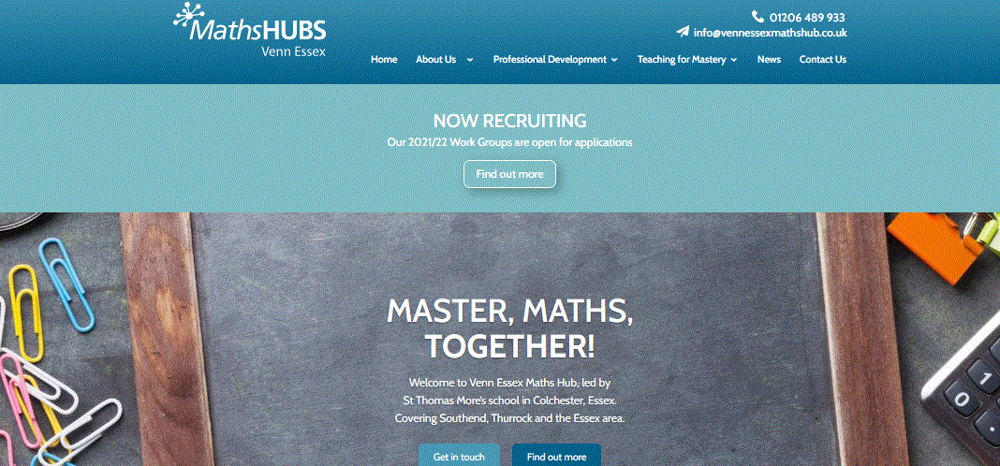 MathsHUBS
Venn Essex
01206 489 933
info@vennessexmathshub.co.uk
Home About Us Professional Development Teaching for Mastery News Contact Us
NOW RECRUITING
Our 2021/22 Work Groups are open for applications
Find out more
MASTER, MATHS,
TOGETHER!
Welcome to Venn Essex Maths Hub, led by
St Thomas More's school in Colchester, Essex.
Covering Southend, Thurrock and the Essex area.
Get in touch Find out more
1
0
.